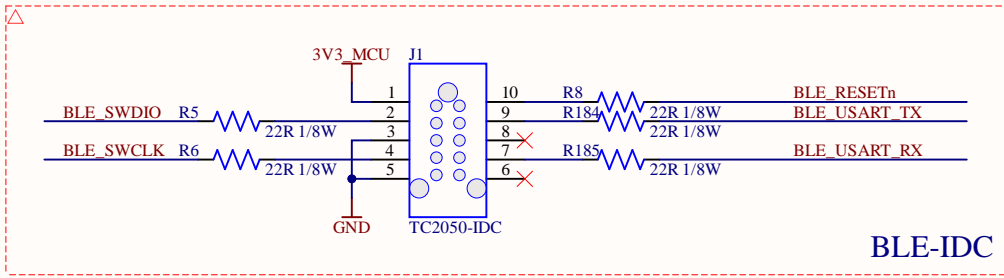 3V3_MCU
J1
1
10
R8
BLE_RESETn
BLE_SWDIO
R5
2
9
R184
22R 1/8W
BLE_USART_TX
22R 1/8W
3
8
22R 1/8W
BLE_SWCLK
R6
4
7
R185
BLE_USART_RX
22R 1/8W
5
6
22R 1/8W
GND
TC2050-IDC
BLE-IDC